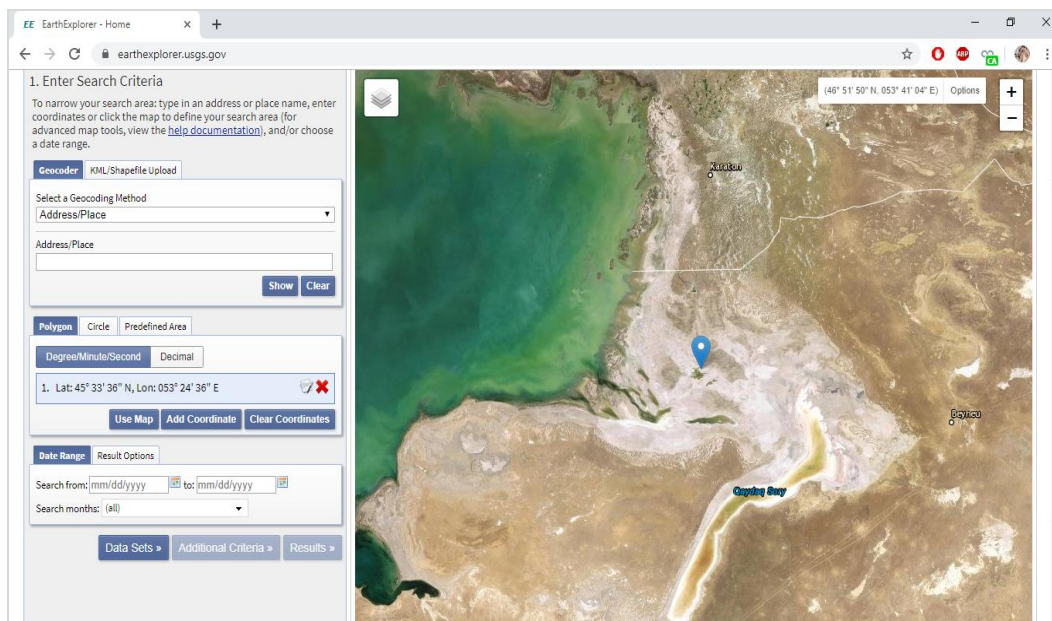 EE EarthExplorer - Home
earthexplorer.usgs.gov
ABP
CA
1. Enter Search Criteria
To narrow your search area: type in an address or place name, enter
coordinates or click the map to define your search area (for
advanced map tools, view the help documentation), and/or choose
a date range.
Geocoder KML/Shapefile Upload
Select a Geocoding Method
Address/Place
Address/Place
Show Clear
Polygon Circle Predefined Area
Degree/Minute/Second Decimal
1. Lat: 45° 33' 36" N, Lon: 053° 24' 36" E
Use Map Add Coordinate Clear Coordinates
Date Range Result Options
Search from: mm/dd/yyyy to: mm/dd/yyyy
Search months: (all)
Data Sets » Additional Criteria » Results »
(46° 51' 50" N, 053° 41' 04" E) Options
+
−
Karaton
Beyneu
Qaydaq Sory